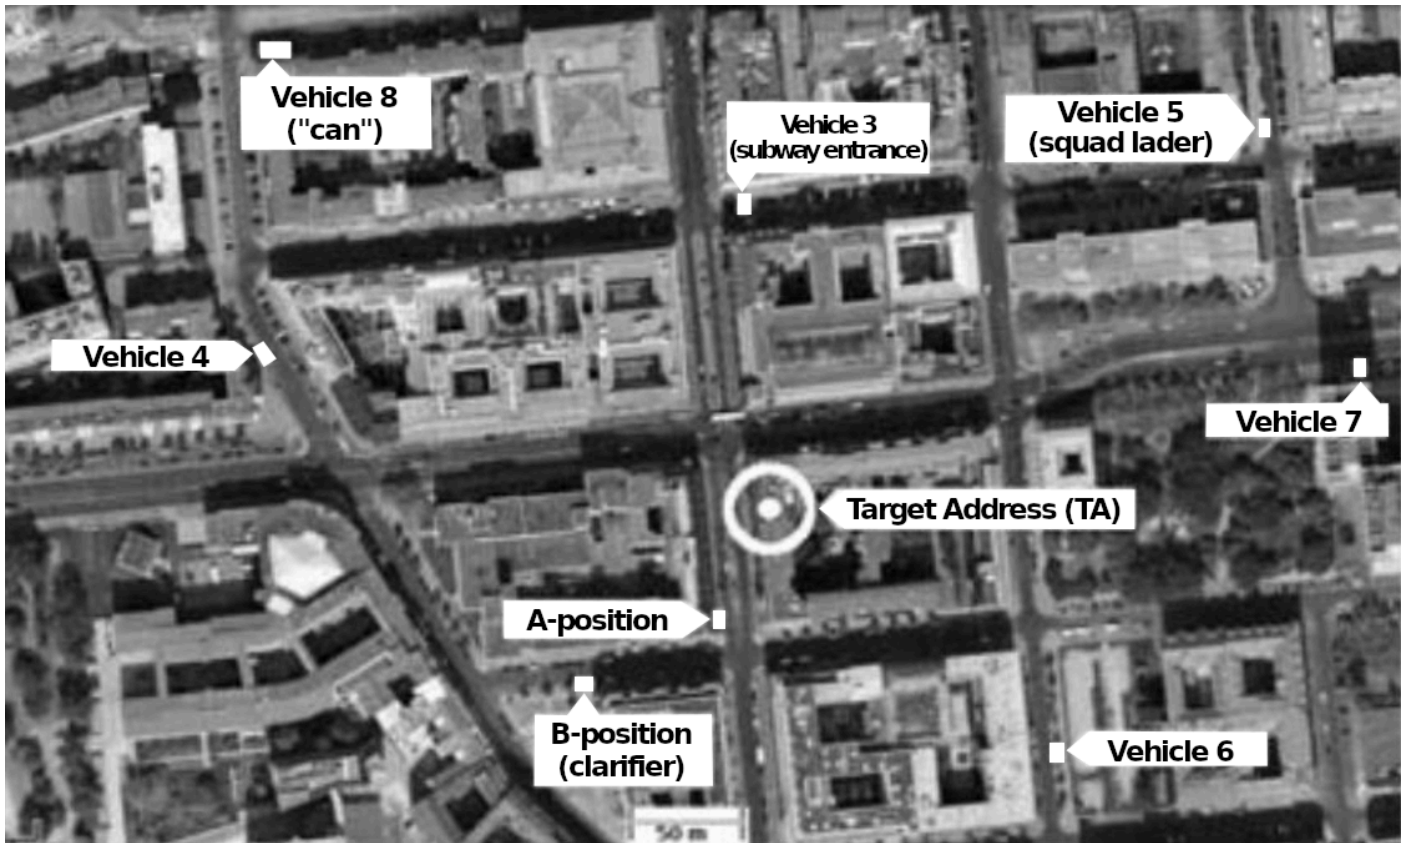 Vehicle 8
("can")
Vehicle 3
(subway entrance)
Vehicle 5
(squad lader)
Vehicle 4
Vehicle 7
Target Address (TA)
A-position
B-position
(clarifier)
Vehicle 6
50 m